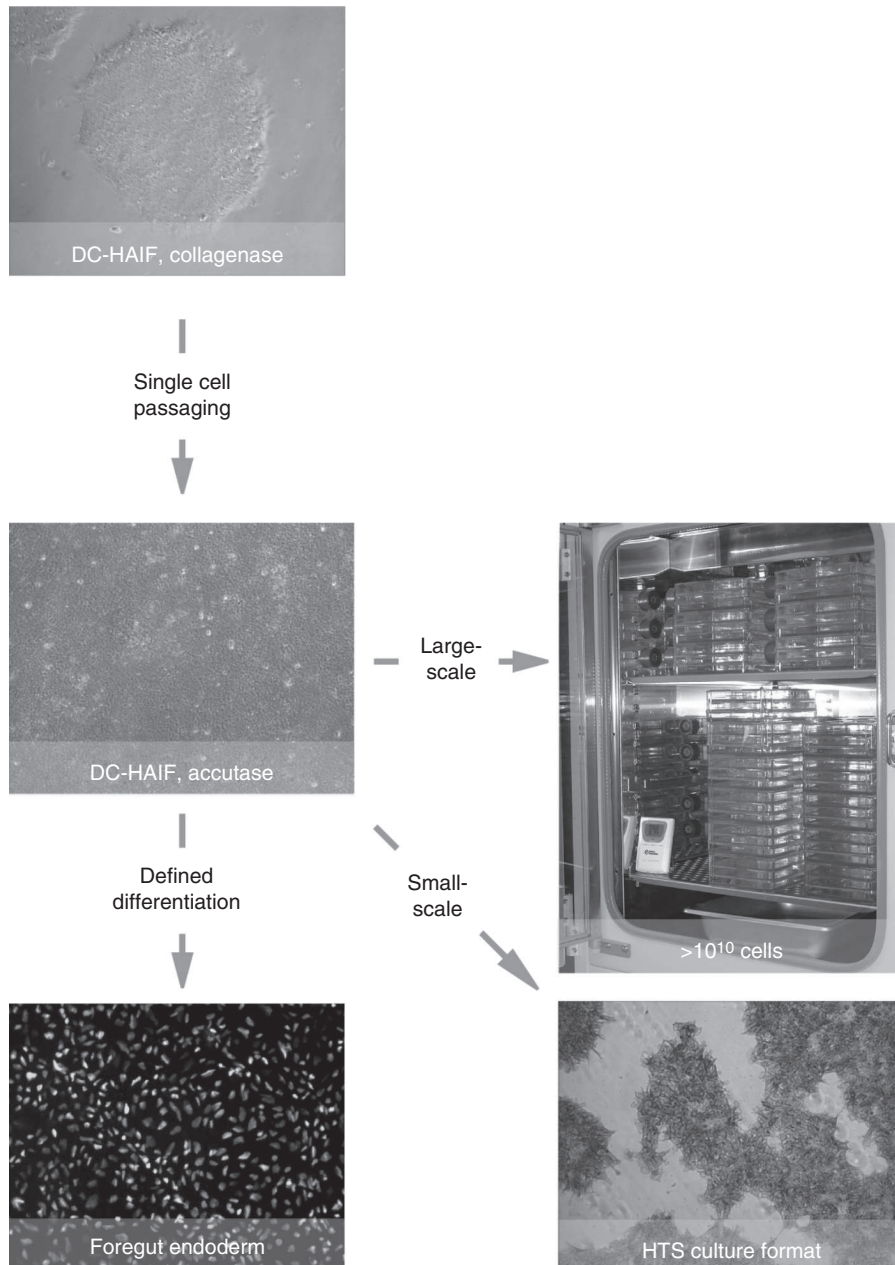 DC-HAIF, collagenase
Single cell
passaging
DC-HAIF, accutase
Large-
scale
>10¹⁰ cells
Defined
differentiation
Small-
scale
Foregut endoderm
HTS culture format